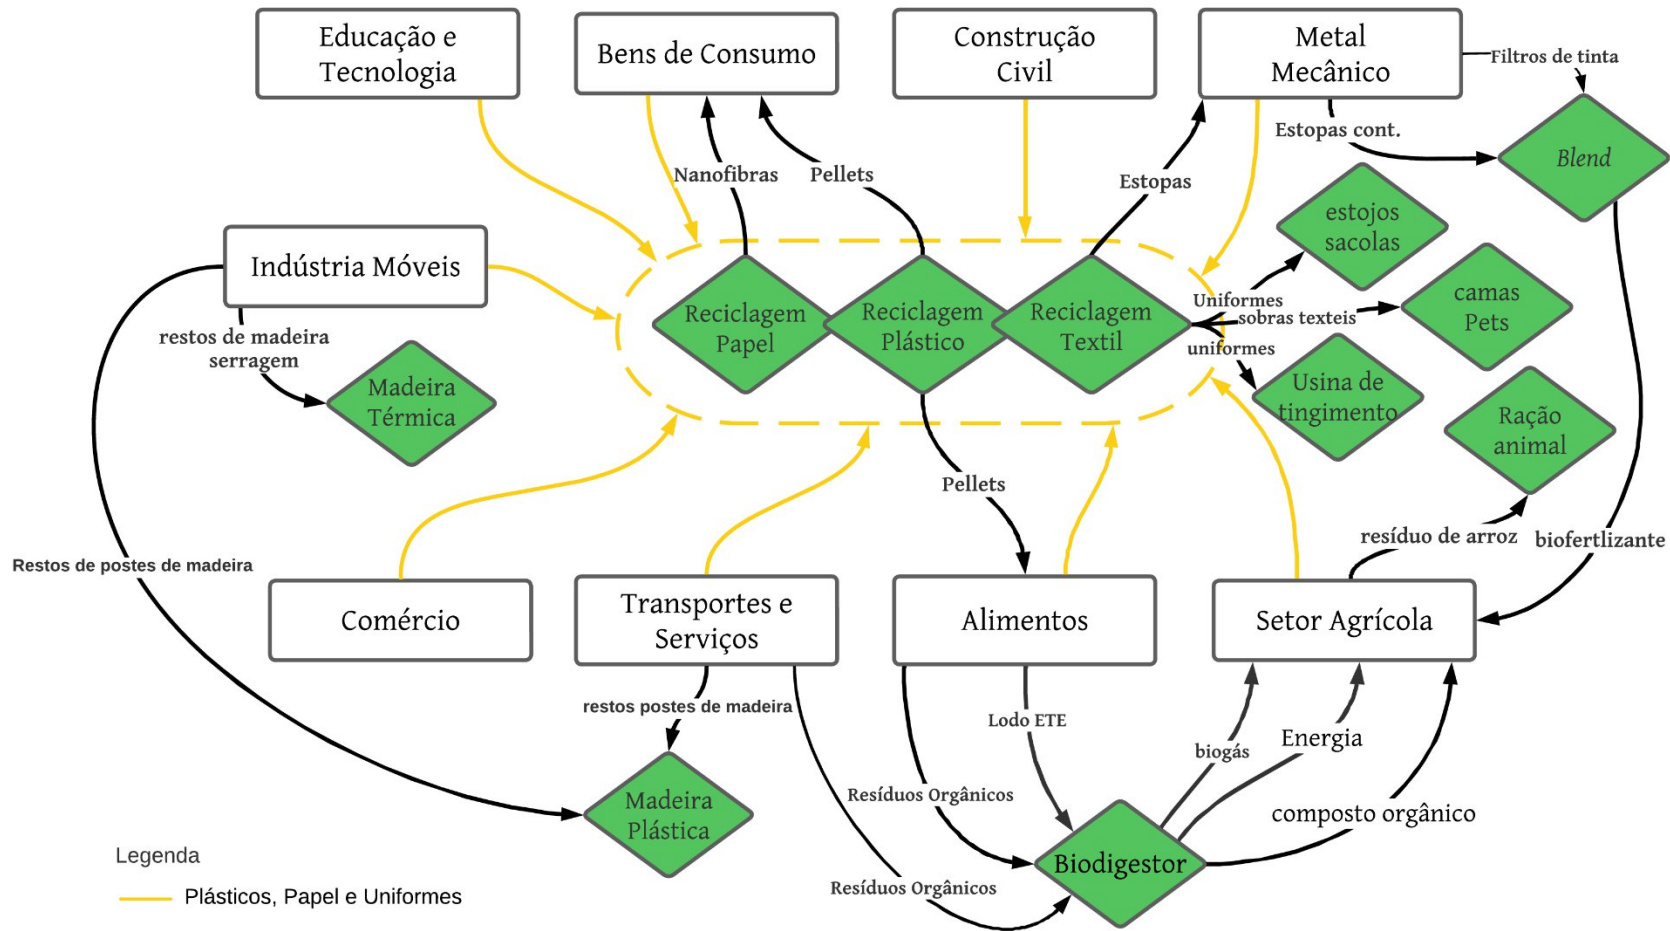 Educação e
Tecnologia
Bens de Consumo
Construção
Civil
Metal
Mecânico
Filtros de tinta
Estopas cont.
Blend
Nanofibras
Pellets
Estopas
estojos
sacolas
Indústria Móveis
Reciclagem
Papel
Reciclagem
Plástico
Reciclagem
Textil
Uniformes
sobras texteis
uniformes
camas
Pets
restos de madeira
serragem
Madeira
Térmica
Usina de
tingimento
Ração
animal
Pellets
resíduo de arroz
biofertlizante
Restos de postes de madeira
Comércio
Transportes e
Serviços
Alimentos
Setor Agrícola
restos postes de madeira
Lodo ETE
biogás
Energia
Resíduos Orgânicos
composto orgânico
Madeira
Plástica
Biodigestor
Resíduos Orgânicos
Legenda
Plásticos, Papel e Uniformes